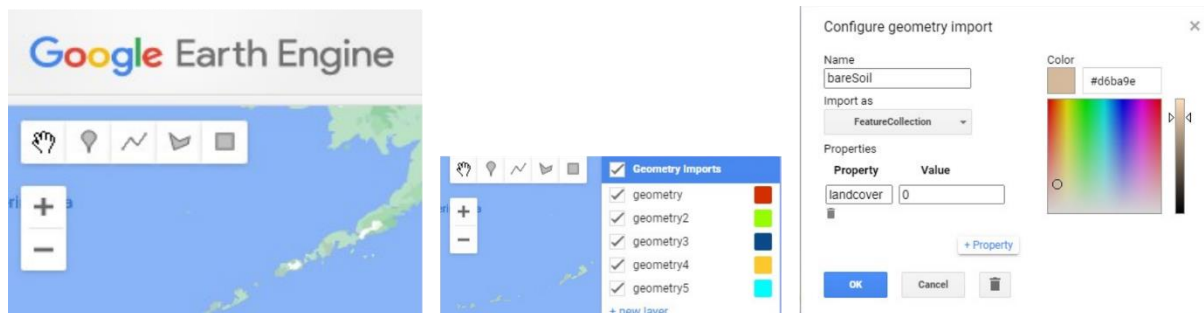 Google Earth Engine
+
−
Geometry Imports
geometry
geometry2
geometry3
geometry4
geometry5
+ new layer
+
−
Configure geometry import
Name
bareSoil
Import as
FeatureCollection
Properties
Property Value
landcover 0
+ Property
OK Cancel
Color
#d6ba9e